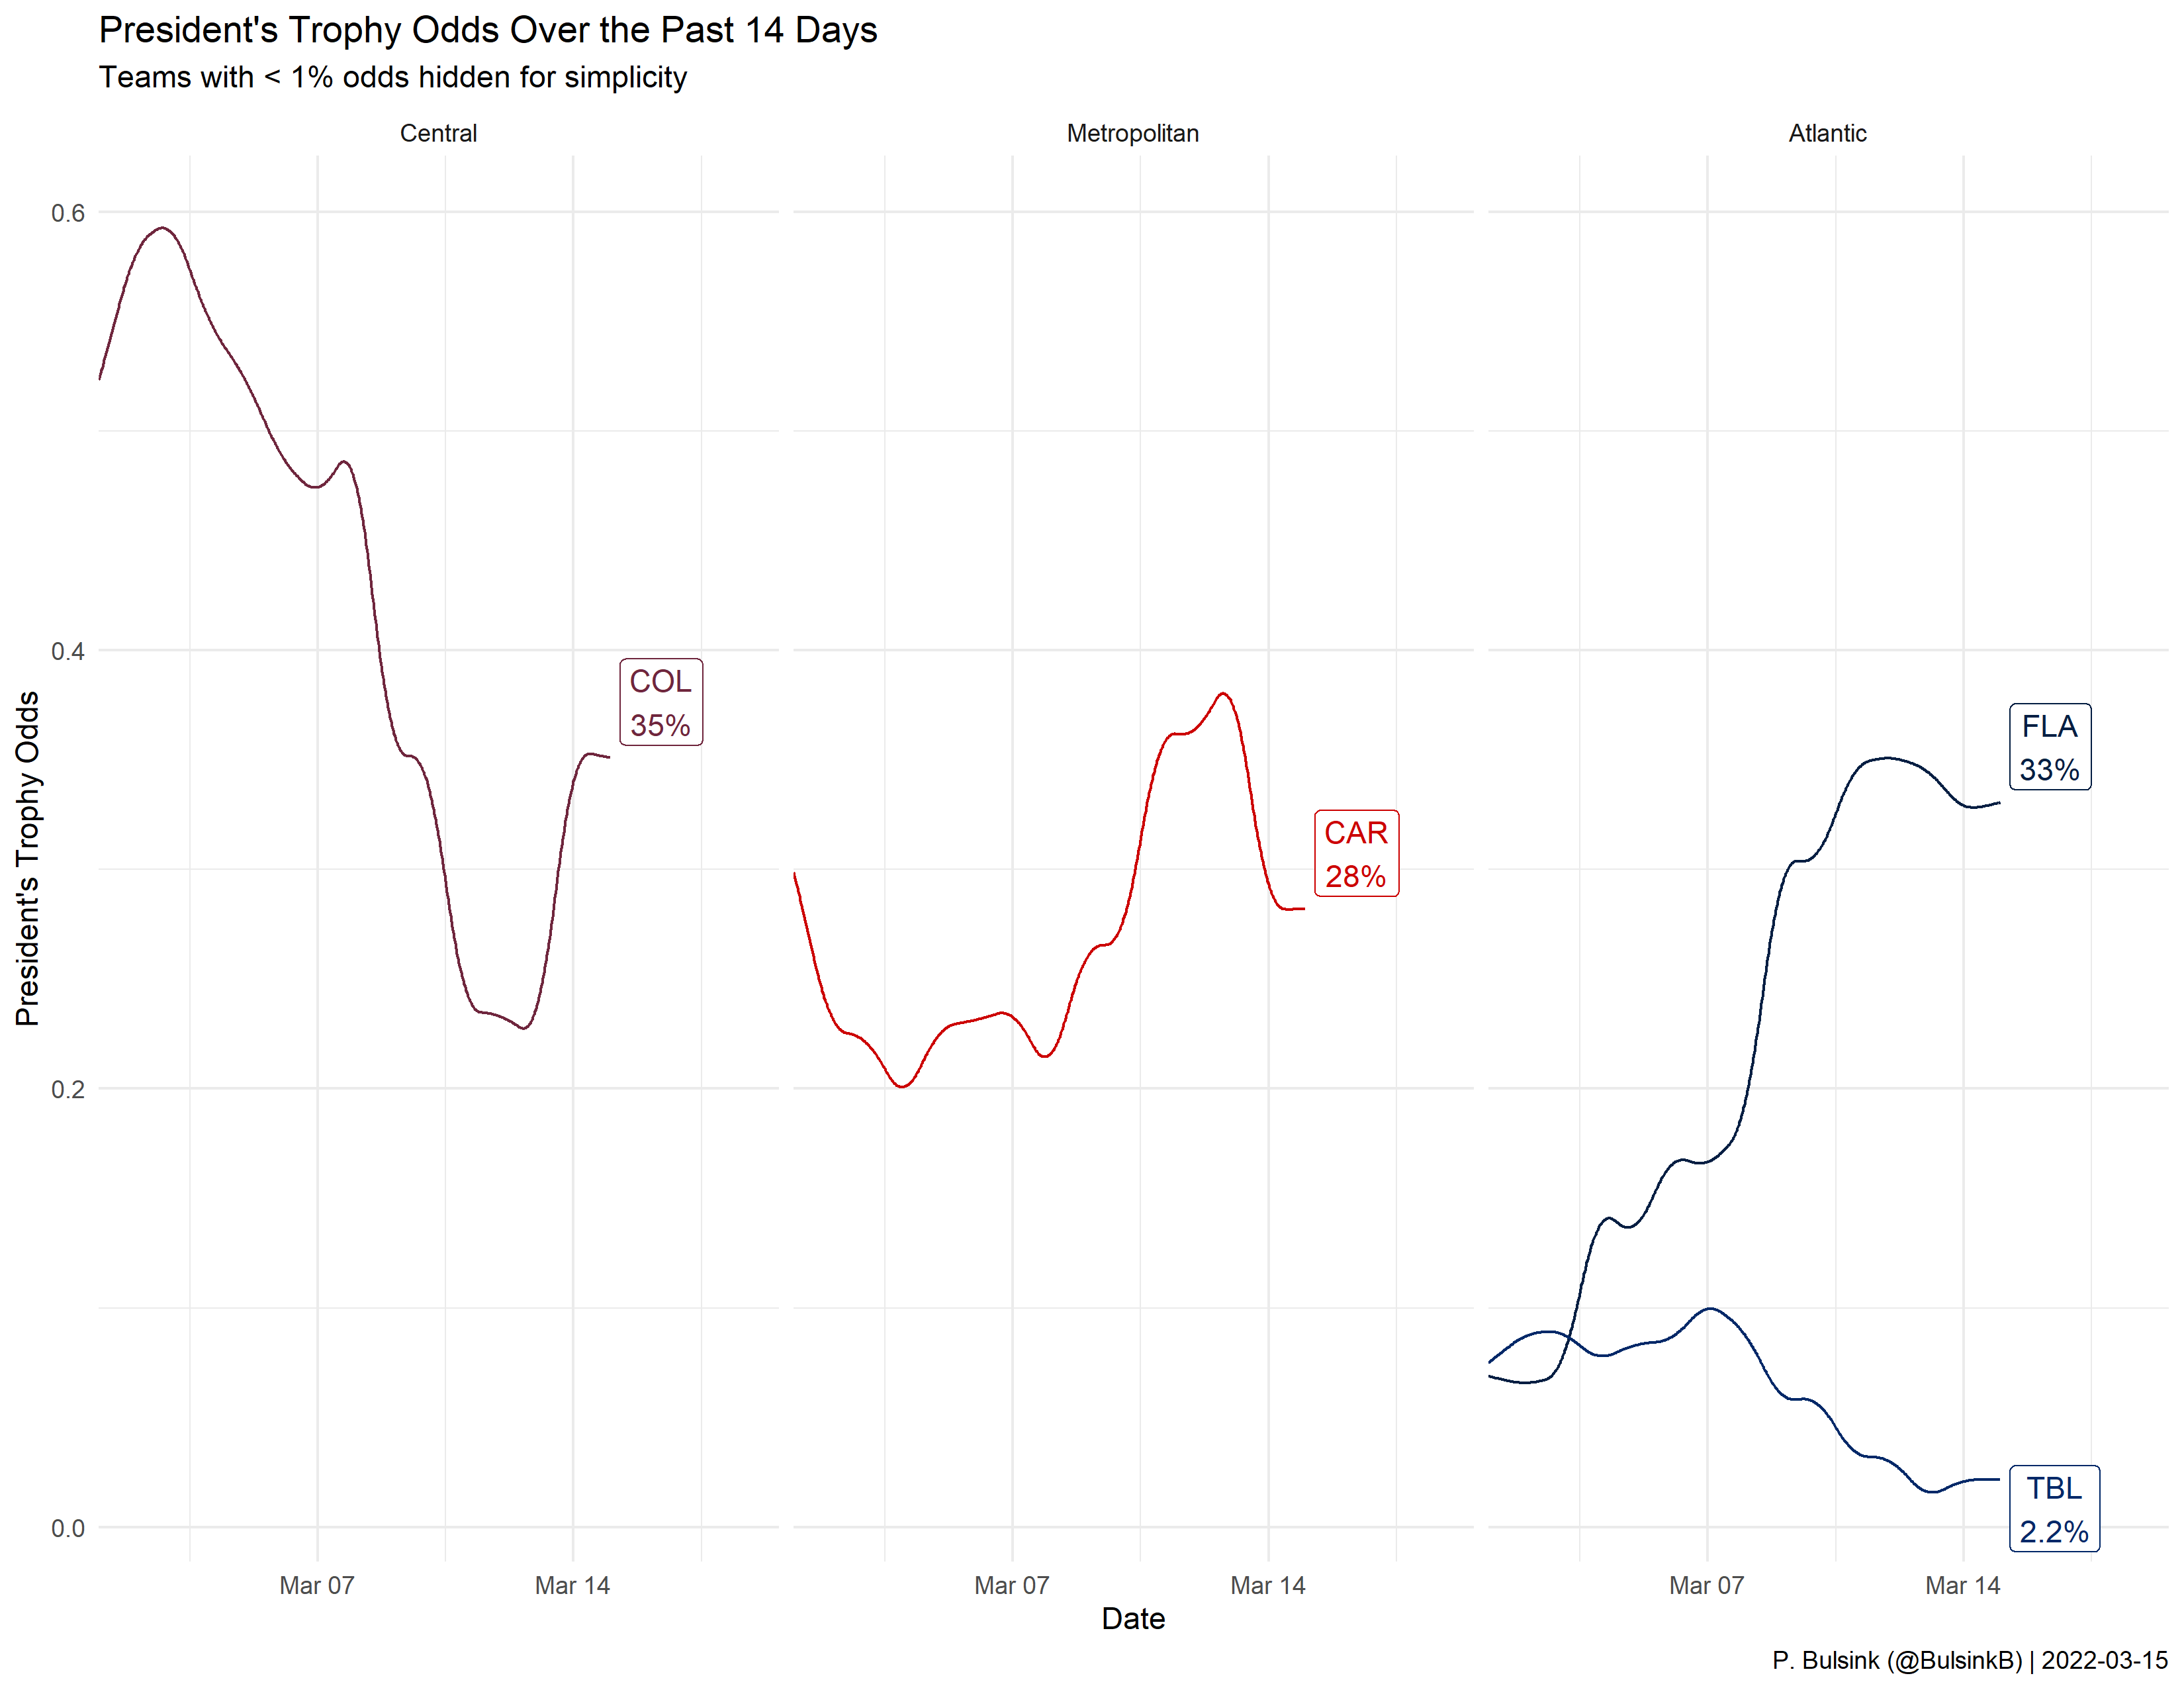 President's Trophy Odds Over the Past 14 Days
Teams with < 1% odds hidden for simplicity
Central
Metropolitan
Atlantic
President's Trophy Odds
0.6
0.4
0.2
0.0
COL
35%
CAR
28%
FLA
33%
TBL
2.2%
Mar 07
Mar 14
Mar 07
Mar 14
Mar 07
Mar 14
Date
P. Bulsink (@BulsinkB) | 2022-03-15